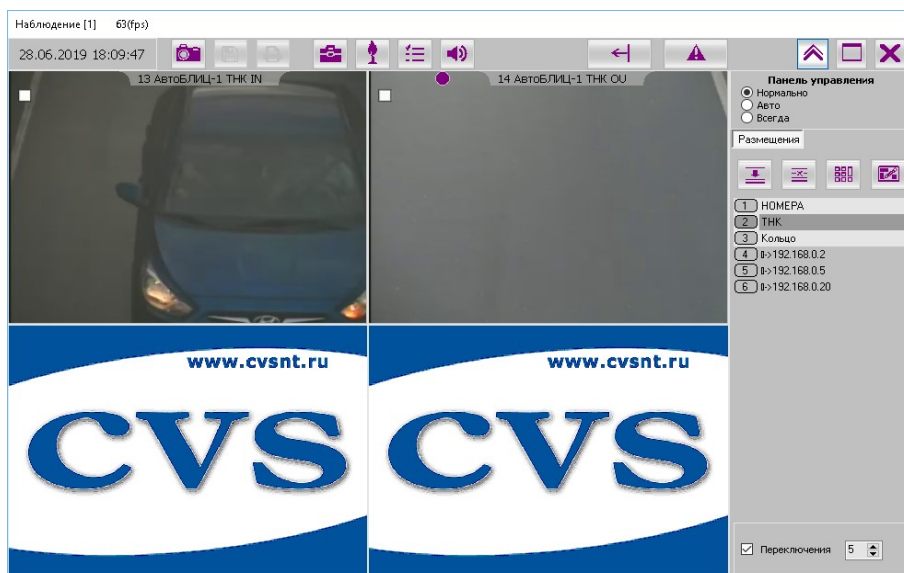 Наблюдение [1] 63(fps)
28.06.2019 18:09:47
13 АвтоБЛИЦ-1 ТНК IN
14 АвтоБЛИЦ-1 ТНК OU
www.cvsnt.ru
CVS
www.cvsnt.ru
CVS
Панель управления
Нормально
Авто
Всегда
Размещения
1 НОМЕРА
2 ТНК
3 Кольцо
4 []->192.168.0.2
5 []->192.168.0.5
6 []->192.168.0.20
Переключения 5